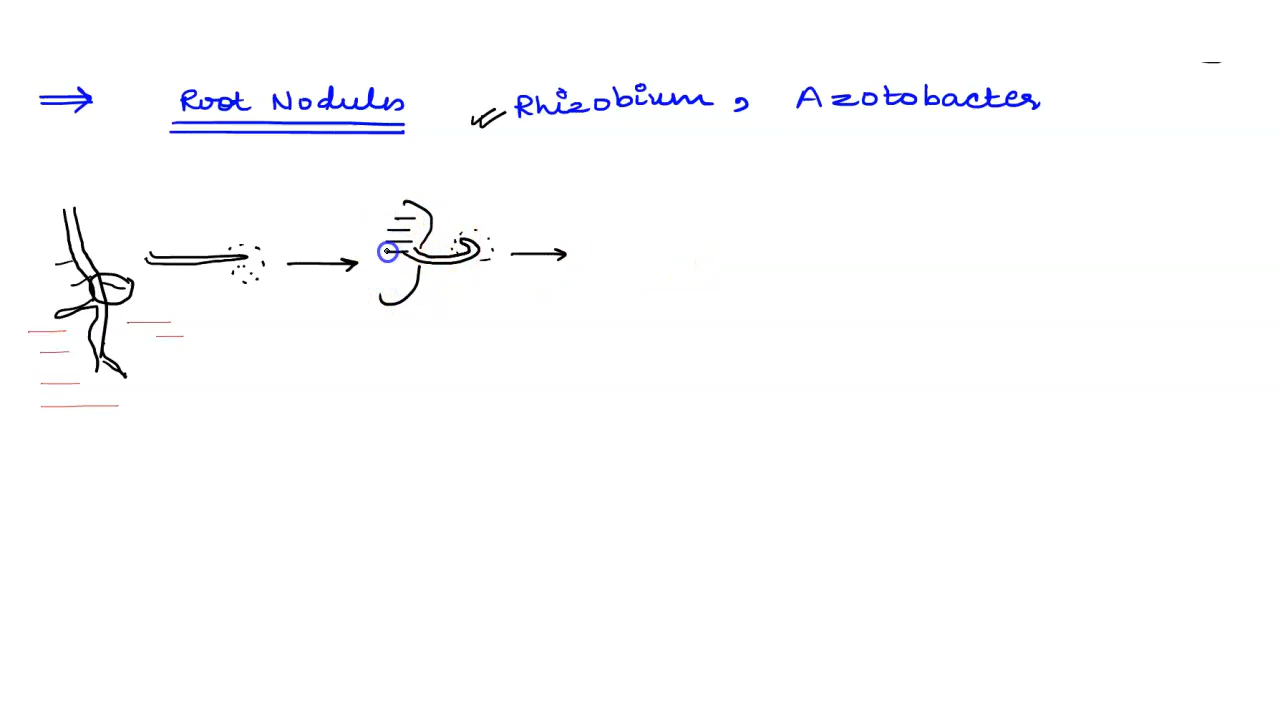 ⇒ Root Nodules ✓ Rhizobium, Azotobacter